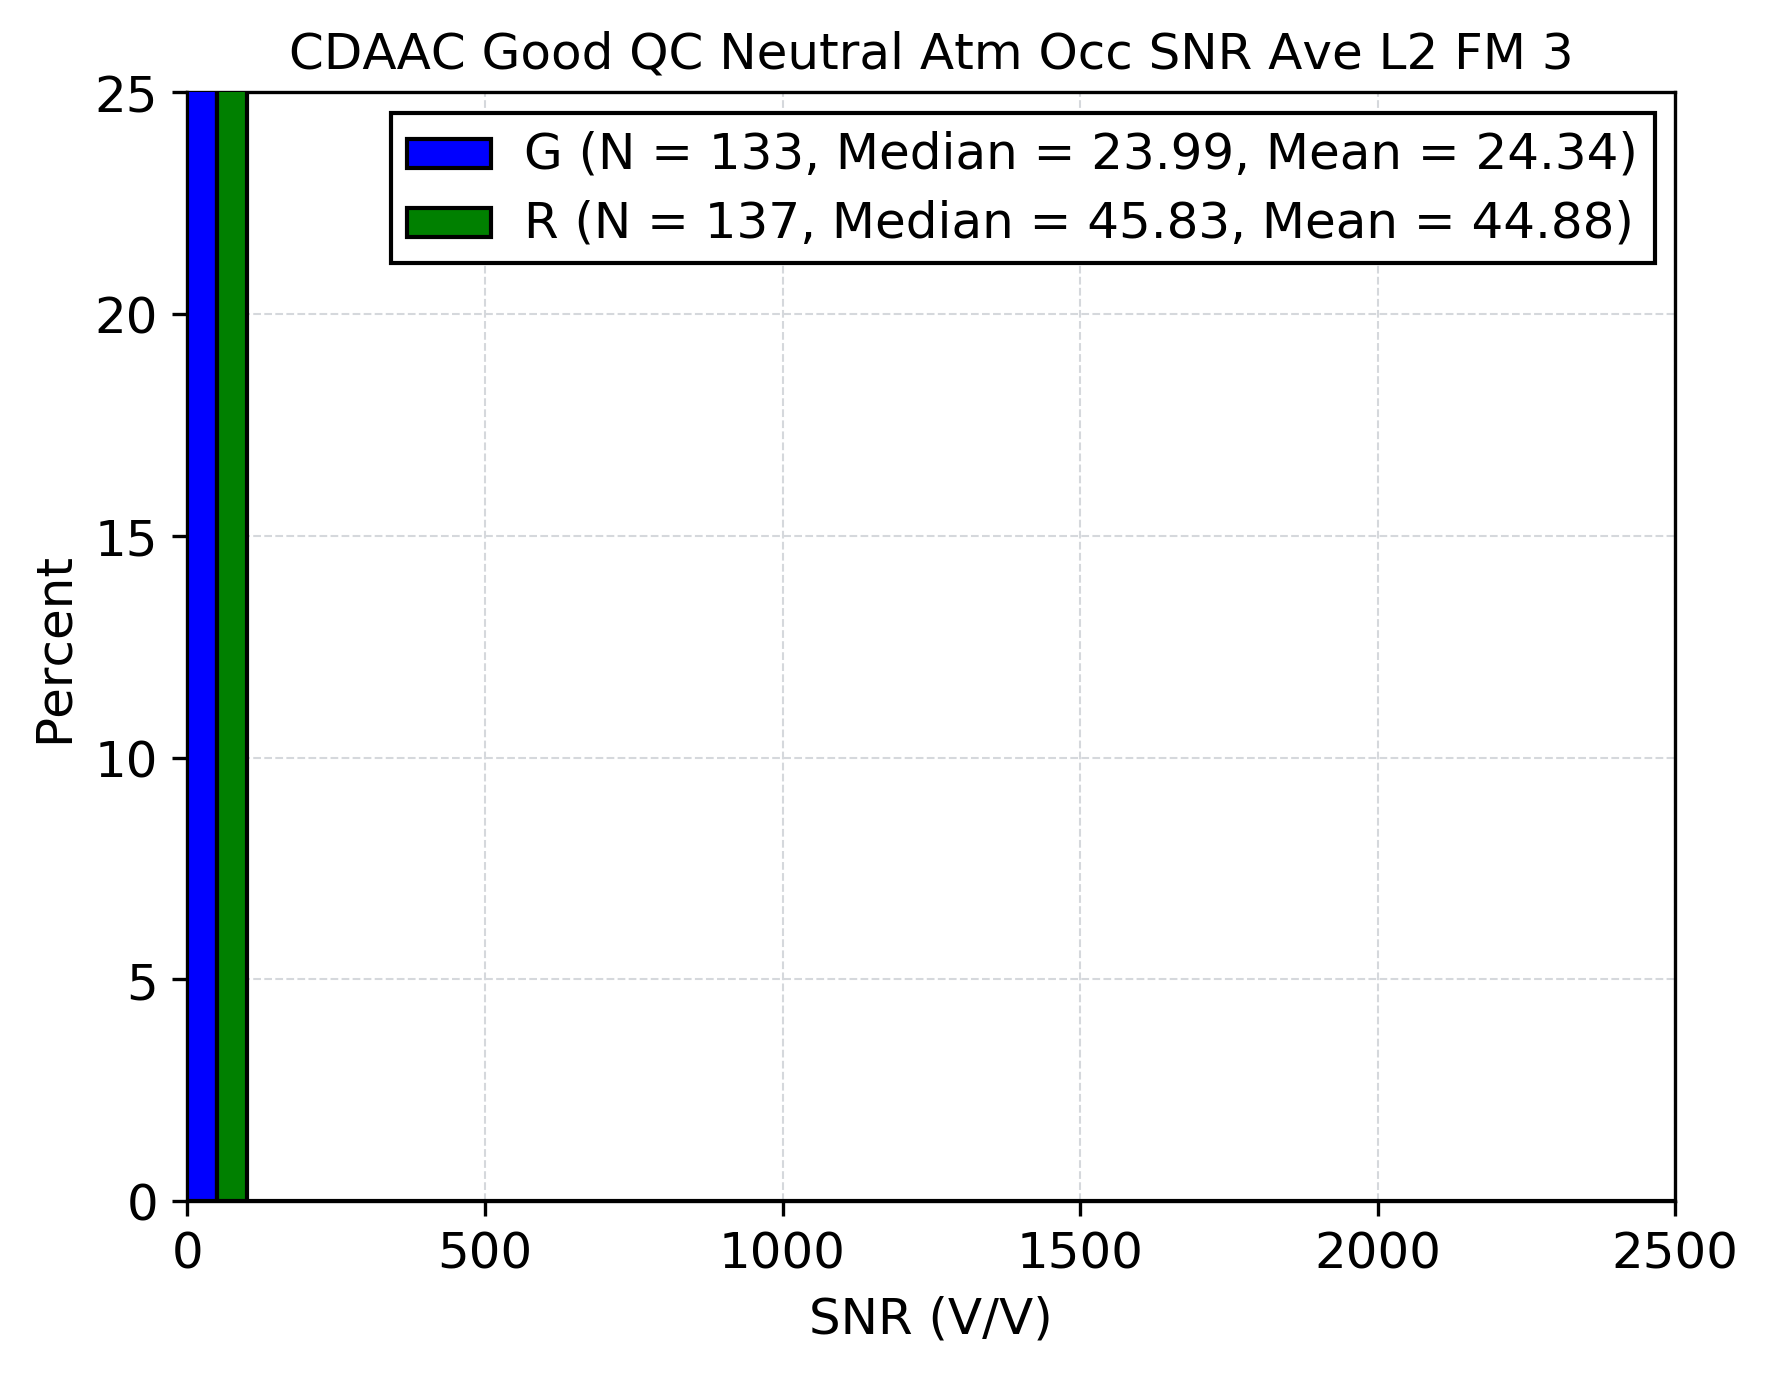 CDAAC Good QC Neutral Atm Occ SNR Ave L2 FM 3
G (N = 133, Median = 23.99, Mean = 24.34)
R (N = 137, Median = 45.83, Mean = 44.88)
Percent
25
20
15
10
5
0
0 500 1000 1500 2000 2500
SNR (V/V)